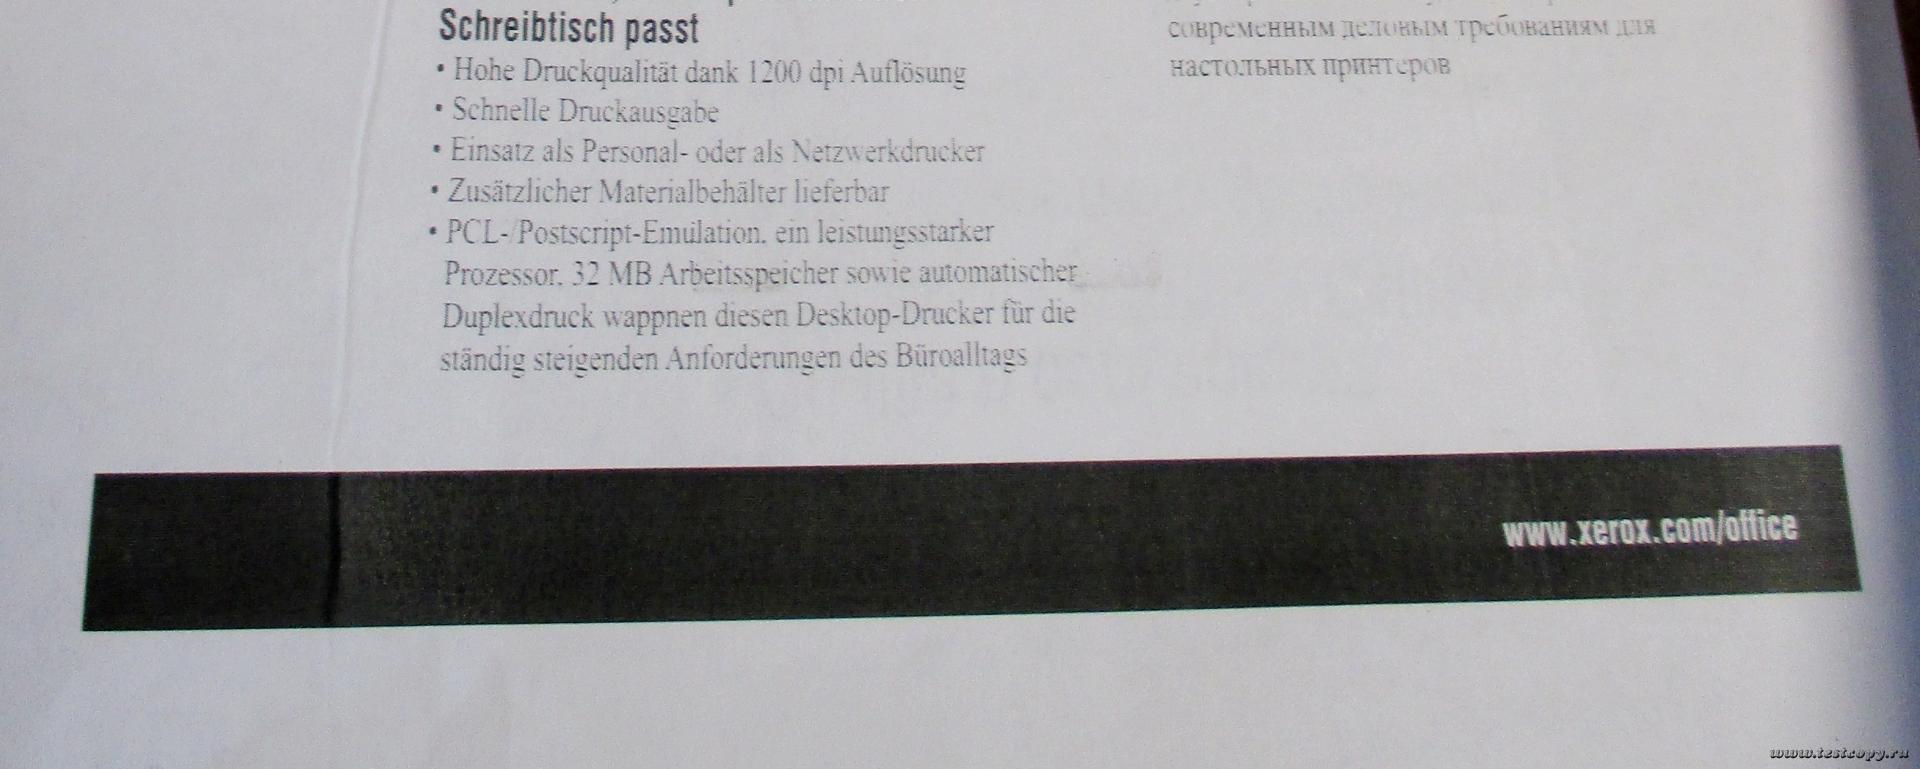 Schreibtisch passt
• Hohe Druckqualität dank 1200 dpi Auflösung
• Schnelle Druckausgabe
• Einsatz als Personal- oder als Netzwerkdrucker
• Zusätzlicher Materialbehälter lieferbar
• PCL-/Postscript-Emulation, ein leistungsstarker
Prozessor, 32 MB Arbeitsspeicher sowie automatischer
Duplexdruck wappnen diesen Desktop-Drucker für die
ständig steigenden Anforderungen des Büroalltags
современным деловым требованиям для
настольных принтеров
www.xerox.com/office
www.testcopy.ru